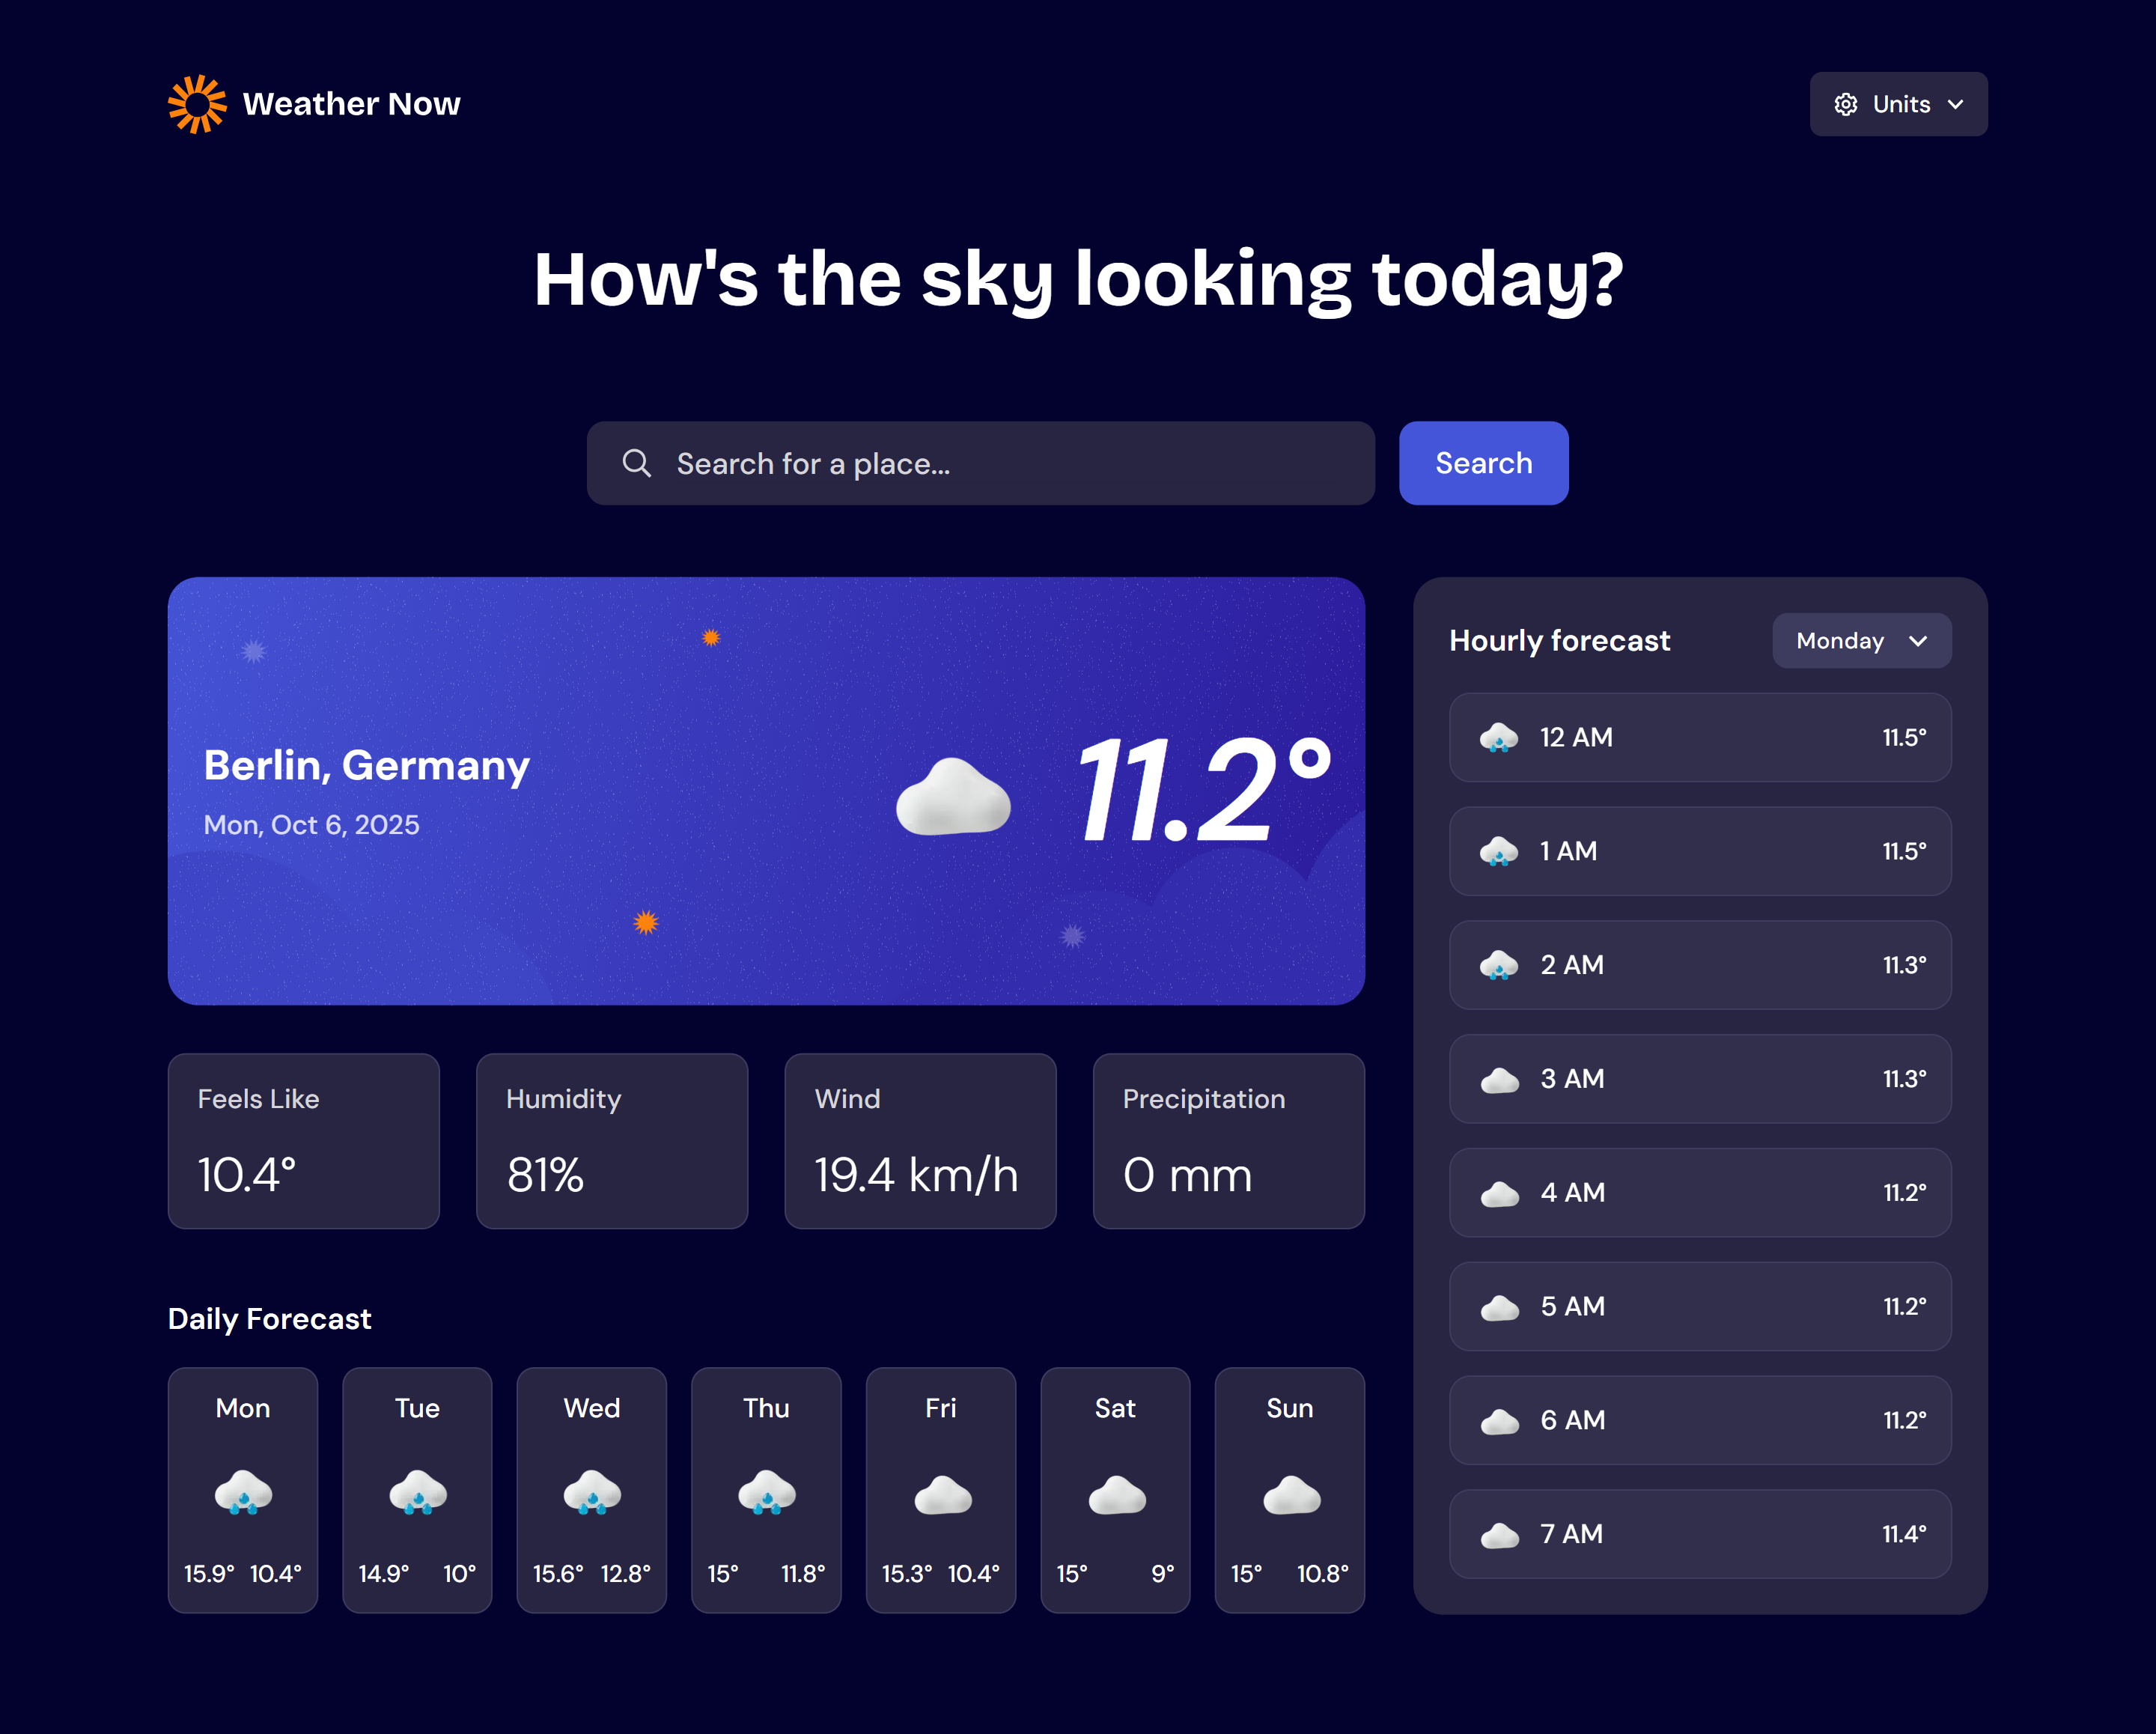 Weather Now
Units
How's the sky looking today?
Search for a place...
Search
Berlin, Germany
Mon, Oct 6, 2025
11.2°
Feels Like
10.4°
Humidity
81%
Wind
19.4 km/h
Precipitation
0 mm
Daily Forecast
Mon
15.9° 10.4°
Tue
14.9° 10°
Wed
15.6° 12.8°
Thu
15° 11.8°
Fri
15.3° 10.4°
Sat
15° 9°
Sun
15° 10.8°
Hourly forecast
Monday
12 AM 11.5°
1 AM 11.5°
2 AM 11.3°
3 AM 11.3°
4 AM 11.2°
5 AM 11.2°
6 AM 11.2°
7 AM 11.4°